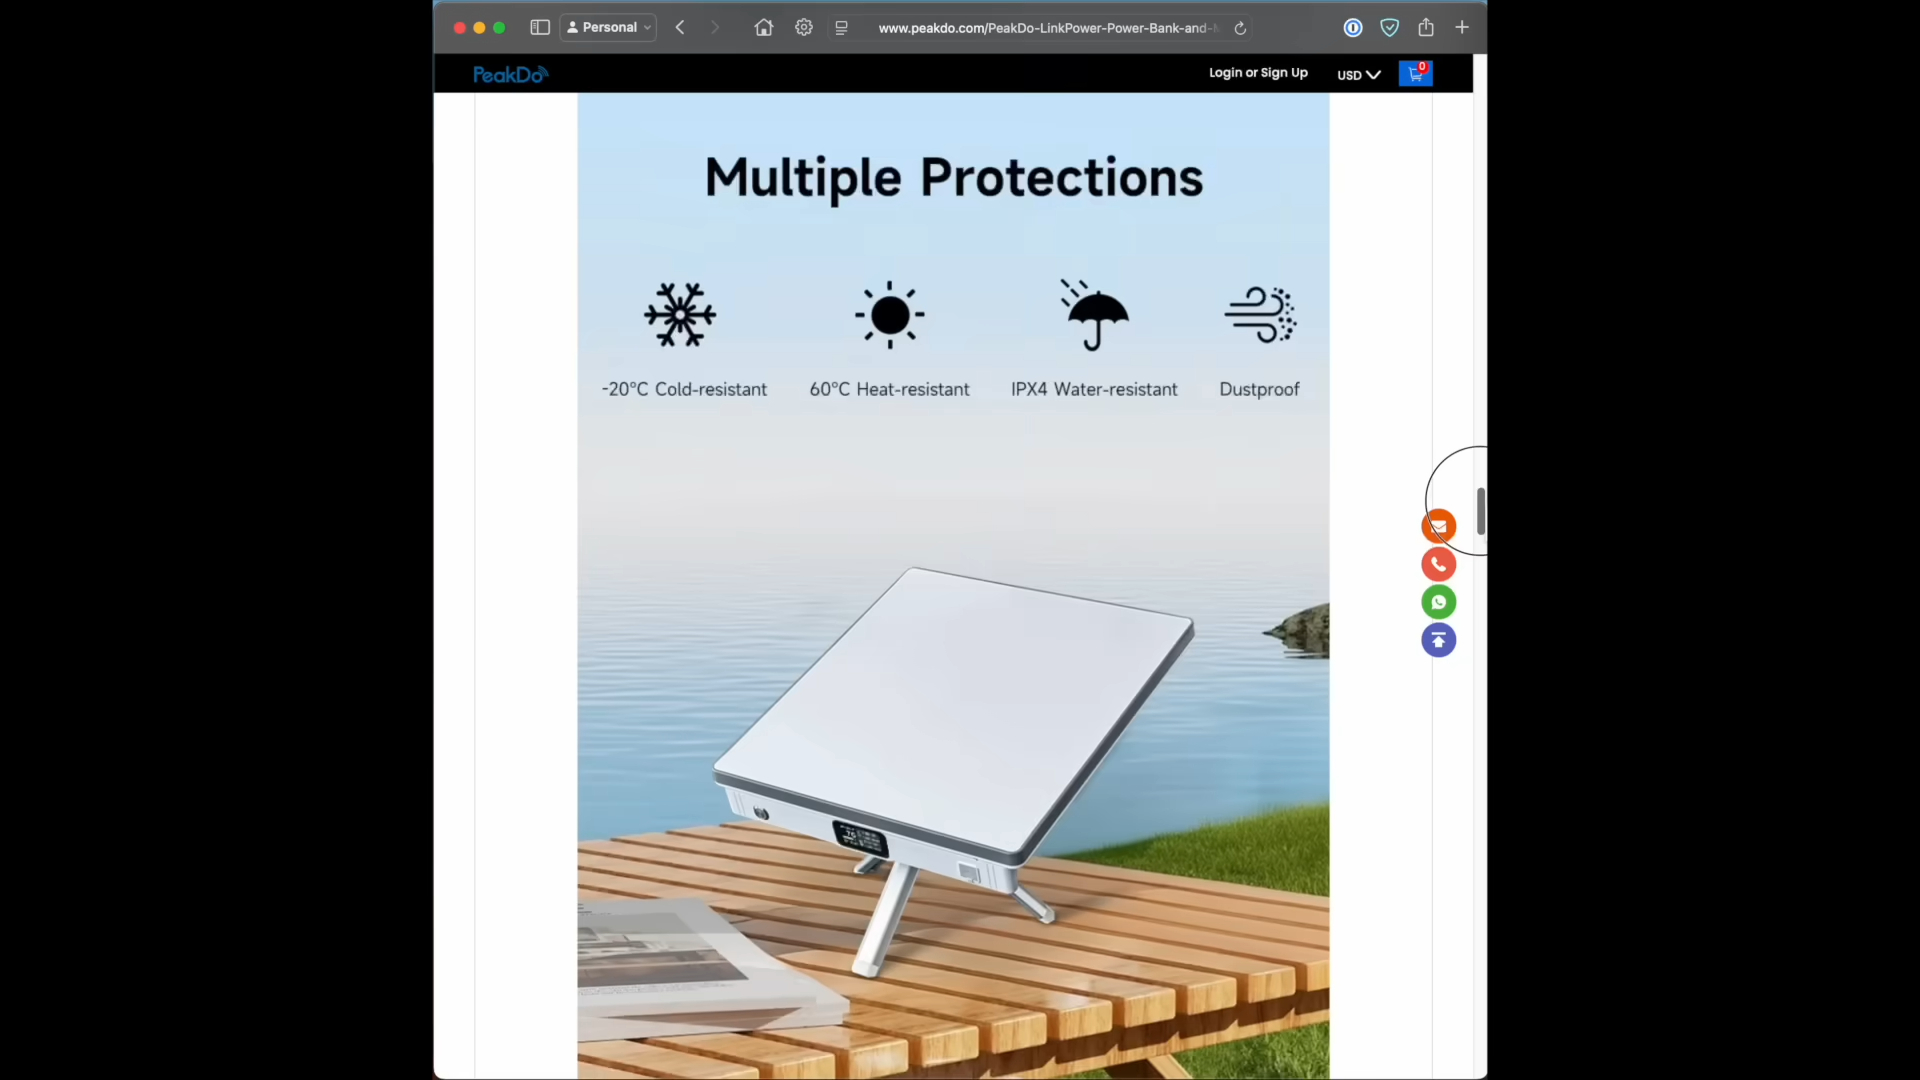 Personal
www.peakdo.com/PeakDo-LinkPower-Power-Bank-and-
PeakDo
Login or Sign Up
USD
0
Multiple Protections
-20°C Cold-resistant
60°C Heat-resistant
IPX4 Water-resistant
Dustproof